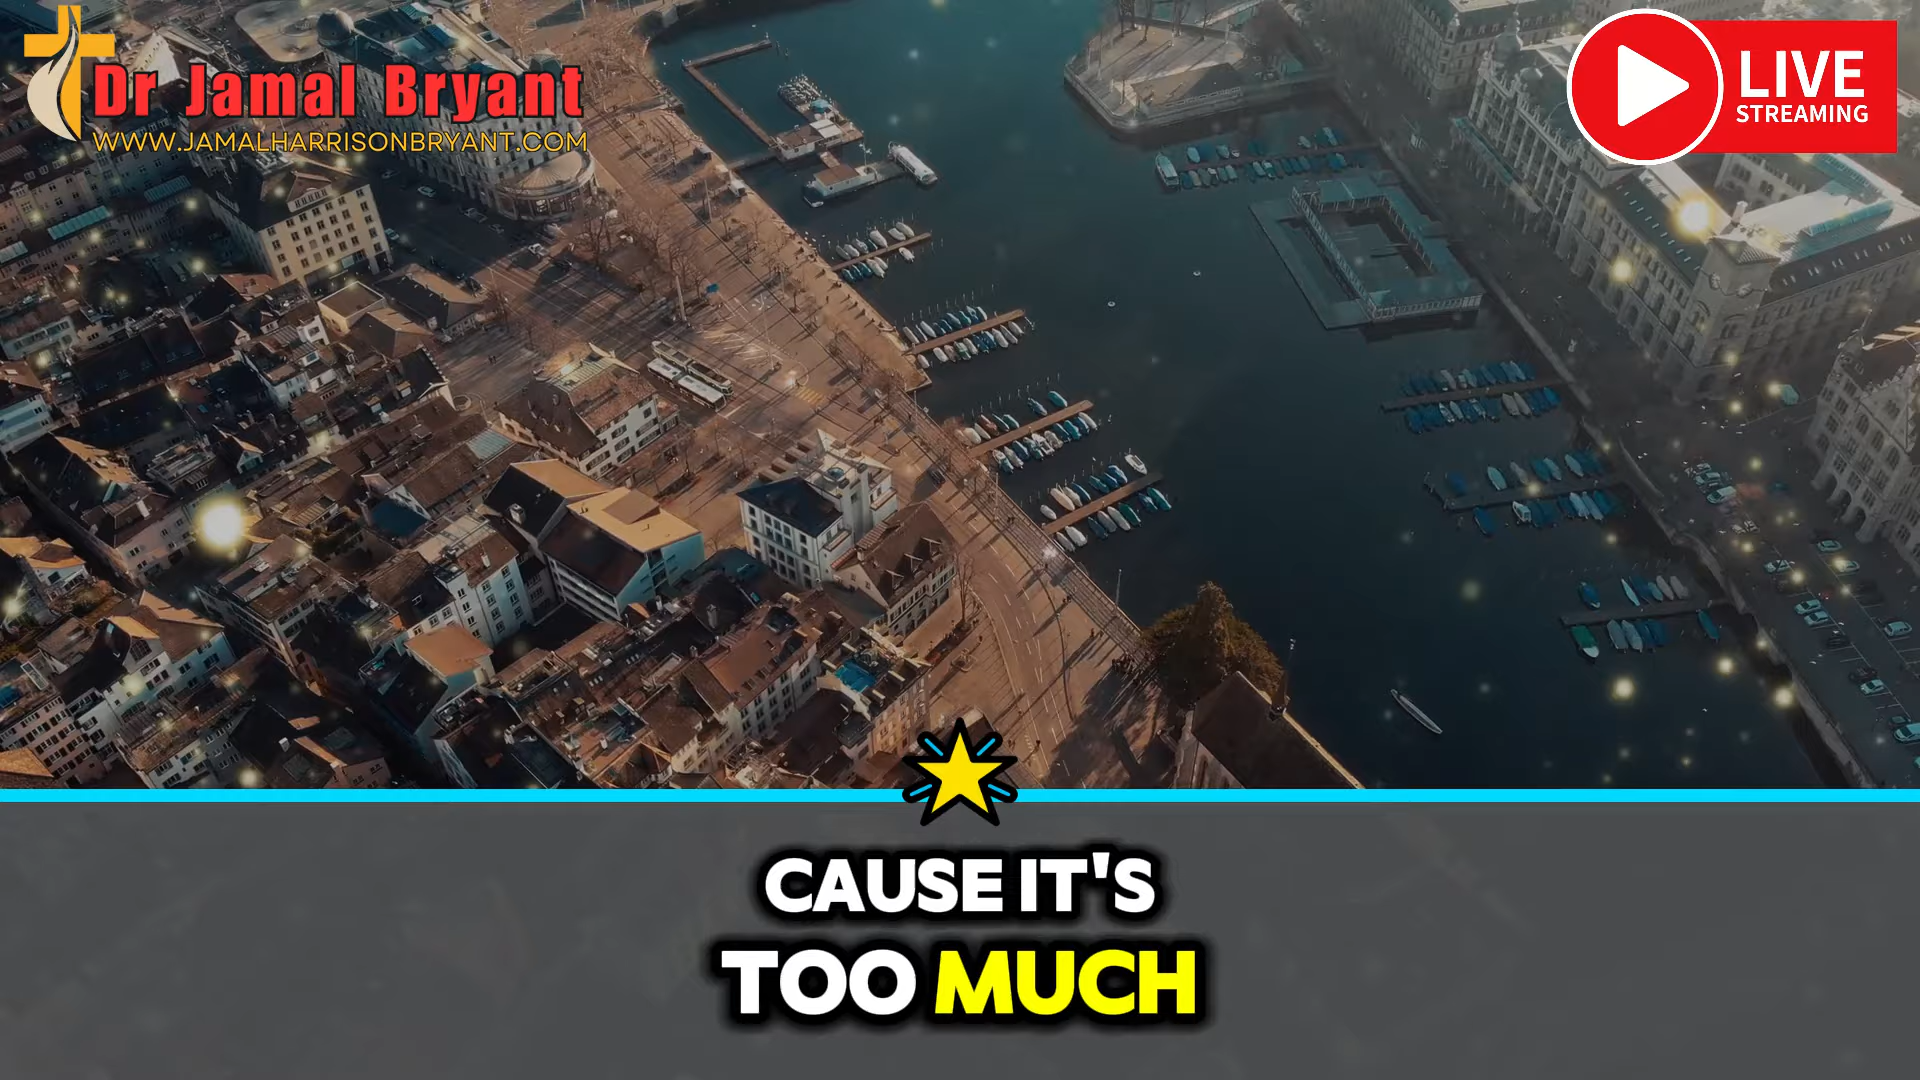 Dr Jamal Bryant
WWW.JAMALHARRISONBRYANT.COM
LIVE
STREAMING
CAUSE IT'S
TOO MUCH